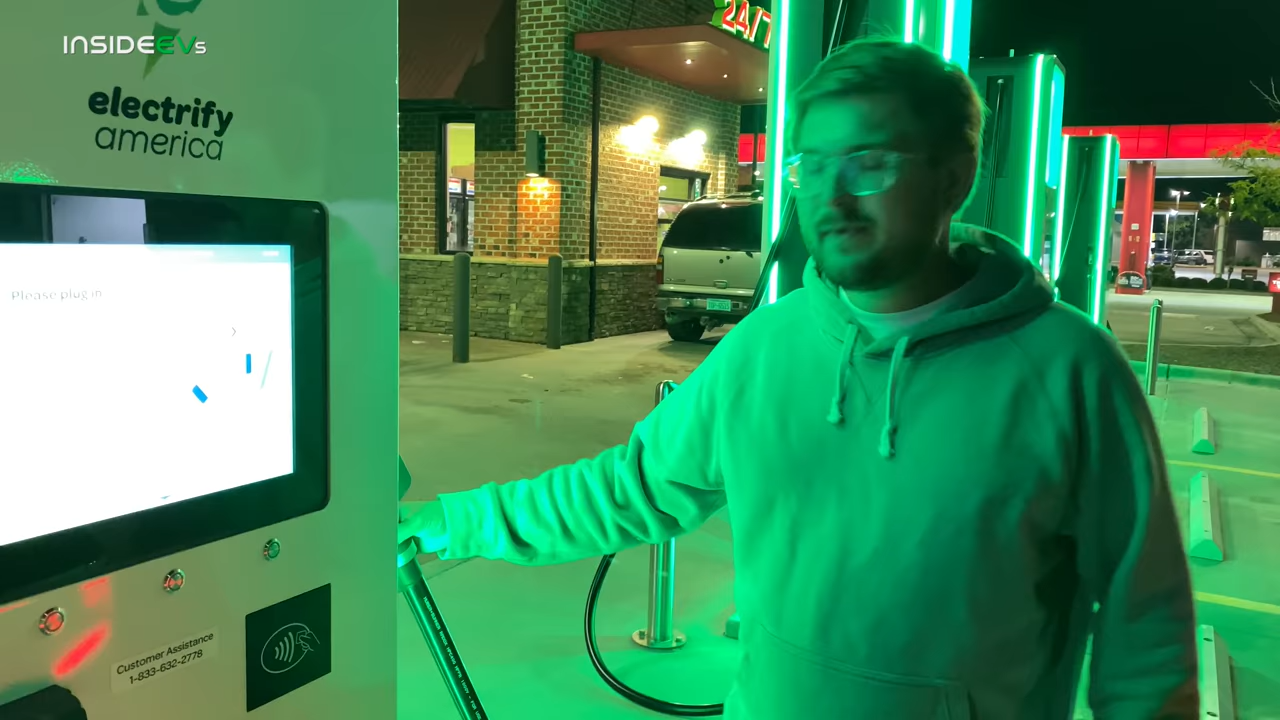 INSIDEEVs
electrify
america
24/7
Please plug in
Customer Assistance
1-833-632-2778